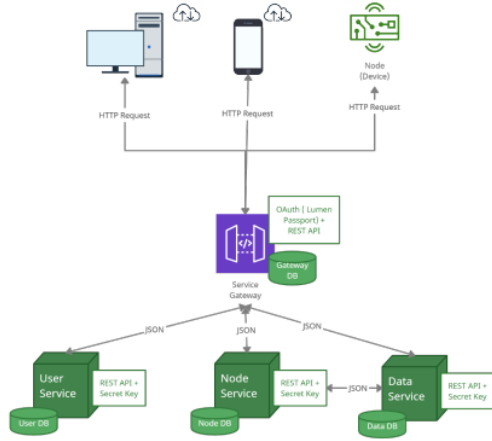 Node
(Device)
HTTP Request
HTTP Request
HTTP Request
OAuth ( Lumen
Passport) +
REST API
Gateway
DB
Service
Gateway
JSON
JSON
JSON
User
Service
REST API +
Secret Key
User DB
Node
Service
REST API +
Secret Key
Node DB
JSON
Data
Service
REST API +
Secret Key
Data DB